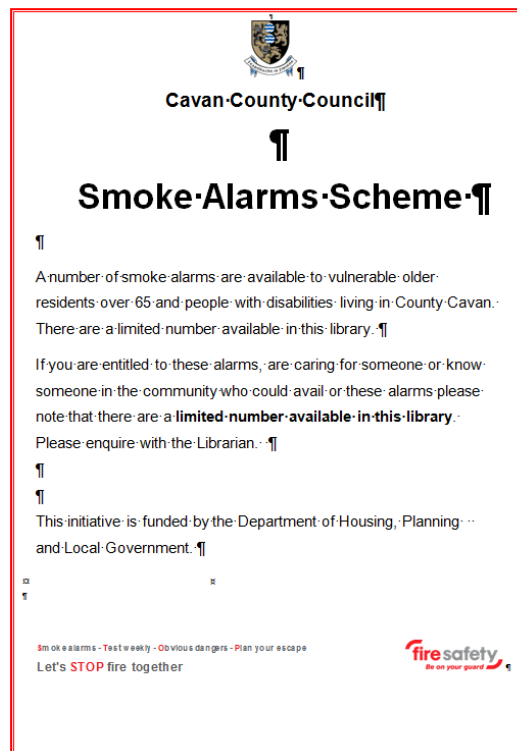 Cavan County Council
Smoke Alarms Scheme
A number of smoke alarms are available to vulnerable older
residents over 65 and people with disabilities living in County Cavan.
There are a limited number available in this library.
If you are entitled to these alarms, are caring for someone or know
someone in the community who could avail or these alarms please
note that there are a limited number available in this library.
Please enquire with the Librarian.
This initiative is funded by the Department of Housing, Planning
and Local Government.
Smoke alarms - Test weekly - Obvious dangers - Plan your escape
Let's STOP fire together
fire safety
Be on your guard